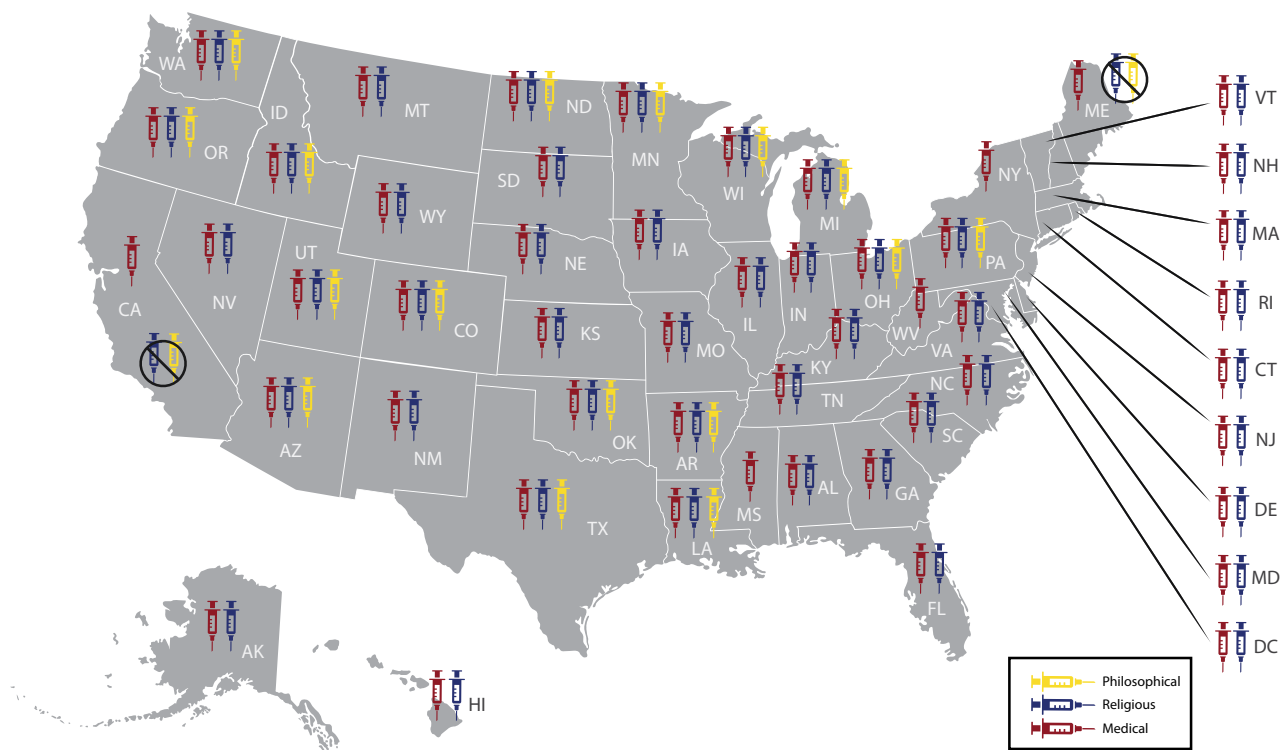 WA
MT
ND
ME
VT
OR
ID
MN
NH
NY
SD
WI
WY
MI
MA
UT
IA
NE
PA
CA
NV
CO
IL
IN
OH
RI
WV
KS
MO
VA
KY
CT
NC
TN
AZ
NM
OK
AR
SC
NJ
MS
AL
GA
TX
LA
DE
FL
MD
AK
DC
HI
Philosophical
Religious
Medical